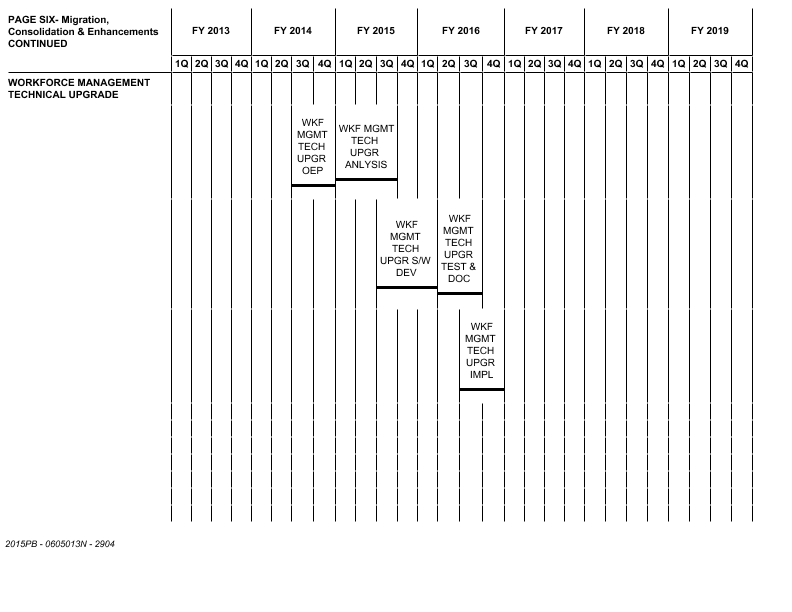 PAGE SIX- Migration,
Consolidation & Enhancements
CONTINUED
FY 2013 FY 2014 FY 2015 FY 2016 FY 2017 FY 2018 FY 2019
1Q 2Q 3Q 4Q 1Q 2Q 3Q 4Q 1Q 2Q 3Q 4Q 1Q 2Q 3Q 4Q 1Q 2Q 3Q 4Q 1Q 2Q 3Q 4Q 1Q 2Q 3Q 4Q
WORKFORCE MANAGEMENT
TECHNICAL UPGRADE
WKF
MGMT
TECH
UPGR
OEP
WKF MGMT
TECH
UPGR
ANLYSIS
WKF
MGMT
TECH
UPGR S/W
DEV
WKF
MGMT
TECH
UPGR
TEST &
DOC
WKF
MGMT
TECH
UPGR
IMPL
2015PB - 0605013N - 2904